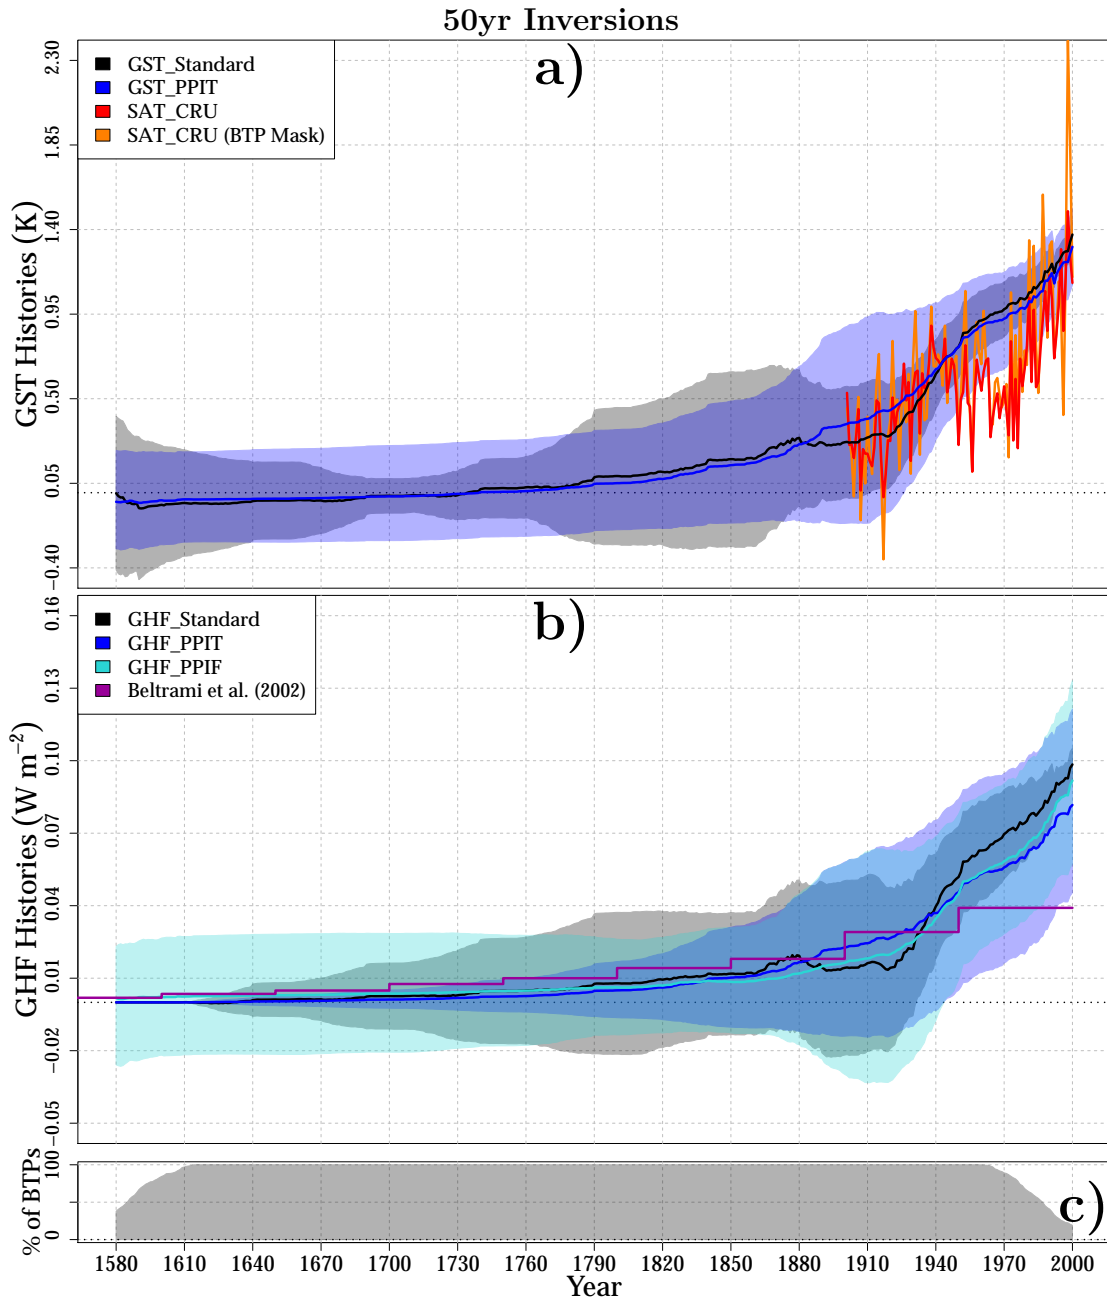 50yr Inversions
a)
GST_Standard
GST_PPIT
SAT_CRU
SAT_CRU (BTP Mask)
GST Histories (K)
2.30
1.85
1.40
0.95
0.50
0.05
−0.40
b)
GHF_Standard
GHF_PPIT
GHF_PPIF
Beltrami et al. (2002)
GHF Histories (W m−2)
0.16
0.13
0.10
0.07
0.04
0.01
−0.02
−0.05
c)
% of BTPs
100
0
1580 1610 1640 1670 1700 1730 1760 1790 1820 1850 1880 1910 1940 1970 2000
Year